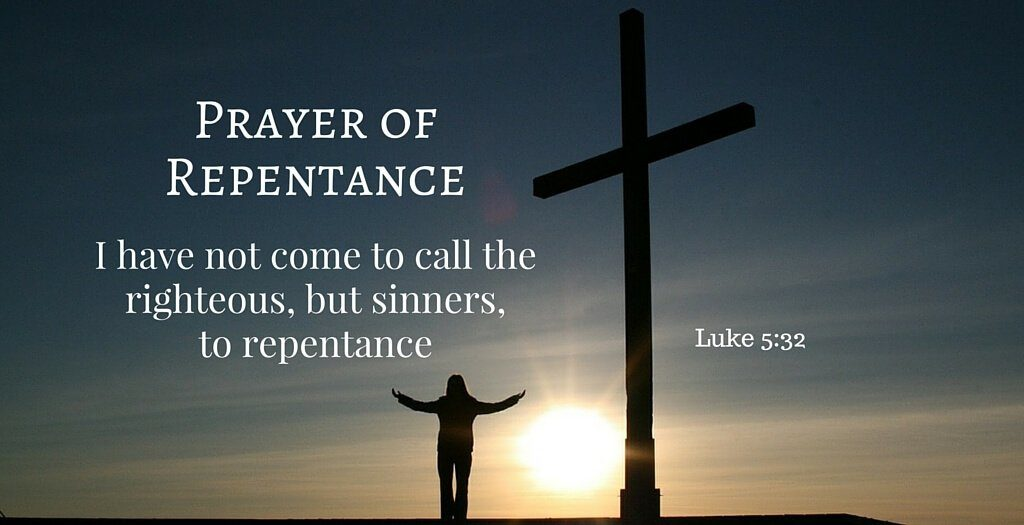 Prayer of
Repentance
I have not come to call the
righteous, but sinners,
to repentance
Luke 5:32